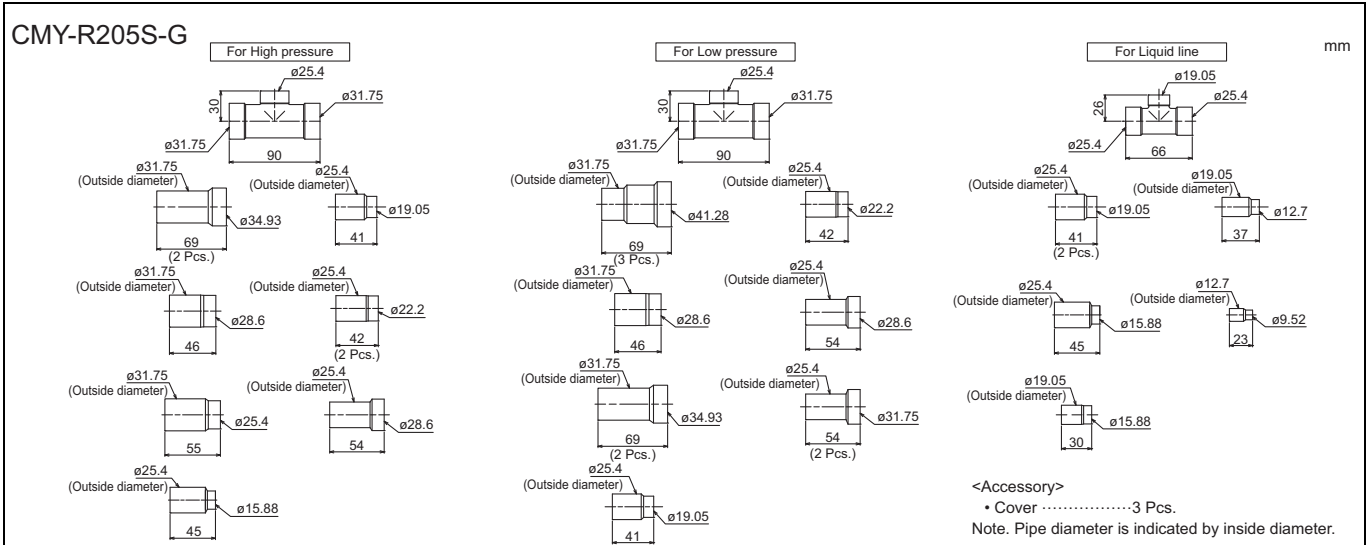 CMY-R205S-G
mm
For High pressure
ø25.4
30
ø31.75
ø31.75
90
ø31.75
(Outside diameter)
ø34.93
69
(2 Pcs.)
ø25.4
(Outside diameter)
ø19.05
41
ø31.75
(Outside diameter)
ø28.6
46
ø25.4
(Outside diameter)
ø22.2
42
(2 Pcs.)
ø31.75
(Outside diameter)
ø25.4
55
ø25.4
(Outside diameter)
ø28.6
54
ø25.4
(Outside diameter)
ø15.88
45
For Low pressure
ø25.4
30
ø31.75
ø31.75
90
ø31.75
(Outside diameter)
ø41.28
69
(3 Pcs.)
ø25.4
(Outside diameter)
ø22.2
42
ø31.75
(Outside diameter)
ø28.6
46
ø25.4
(Outside diameter)
ø28.6
54
ø31.75
(Outside diameter)
ø34.93
69
(2 Pcs.)
ø25.4
(Outside diameter)
ø31.75
54
(2 Pcs.)
ø25.4
(Outside diameter)
ø19.05
41
For Liquid line
ø19.05
26
ø25.4
ø25.4
66
ø25.4
(Outside diameter)
ø19.05
41
(2 Pcs.)
ø19.05
(Outside diameter)
ø12.7
37
ø25.4
(Outside diameter)
ø15.88
45
ø12.7
(Outside diameter)
ø9.52
23
ø19.05
(Outside diameter)
ø15.88
30
<Accessory>
• Cover ·················3 Pcs.
Note. Pipe diameter is indicated by inside diameter.